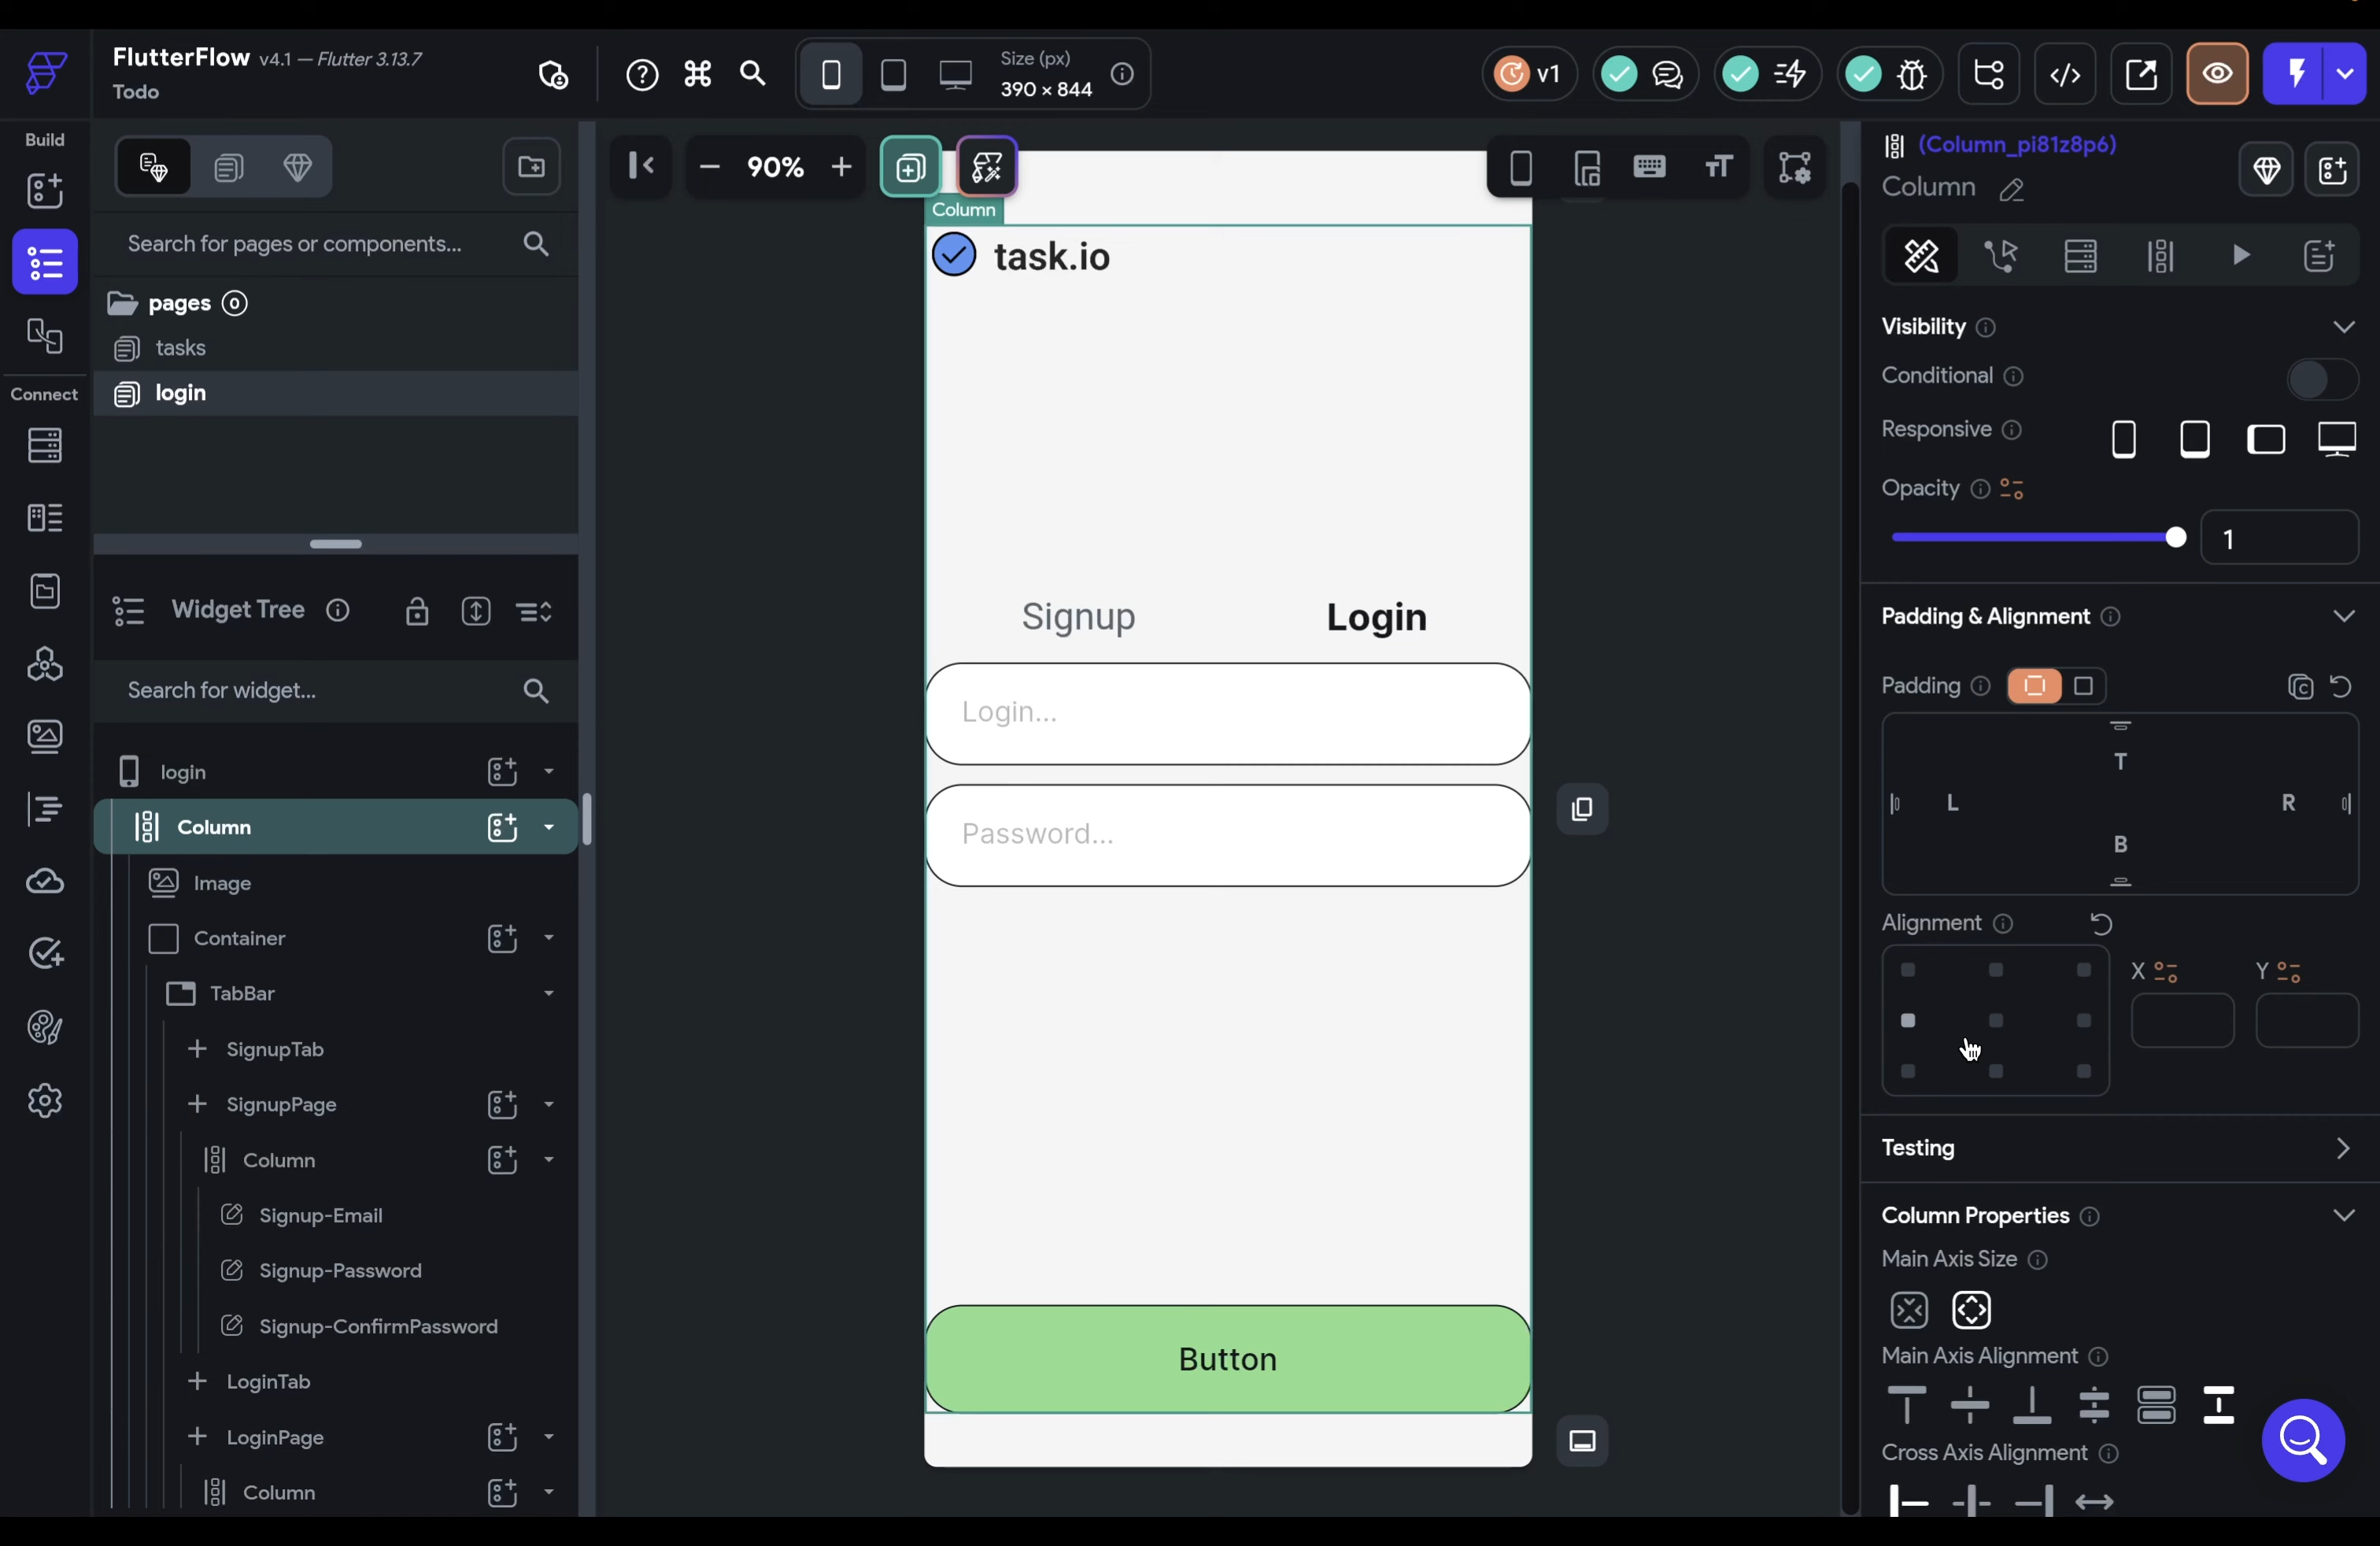 FlutterFlow v4.1 — Flutter 3.13.7
Todo
Size (px)
390 × 844
v1
Build
Connect
90%
Search for pages or components...
pages 0
tasks
login
Widget Tree
Search for widget...
login
Column
Image
Container
TabBar
SignupTab
SignupPage
Column
Signup-Email
Signup-Password
Signup-ConfirmPassword
LoginTab
LoginPage
Column
Column
task.io
Signup
Login
Login...
Password...
Button
(Column_pi81z8p6)
Column
Visibility
Conditional
Responsive
Opacity
1
Padding & Alignment
Padding
T
L
R
B
Alignment
X
Y
Testing
Column Properties
Main Axis Size
Main Axis Alignment
Cross Axis Alignment